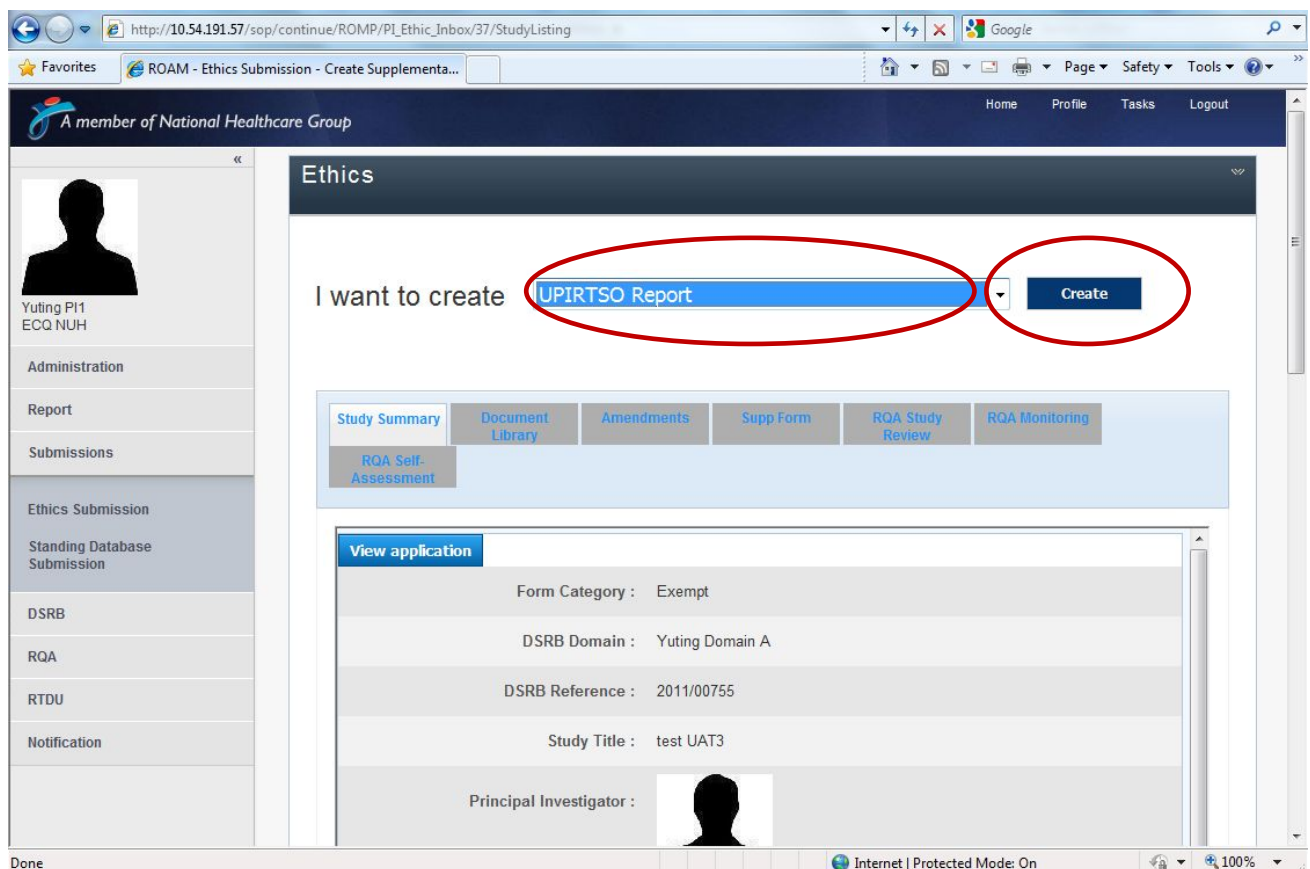 http://10.54.191.57/sop/continue/ROMP/PI_Ethic_Inbox/37/StudyListing
Google
Favorites
ROAM - Ethics Submission - Create Supplementa...
Page
Safety
Tools
A member of National Healthcare Group
Home
Profile
Tasks
Logout
«
Yuting PI1
ECQ NUH
Administration
Report
Submissions
Ethics Submission
Standing Database
Submission
DSRB
RQA
RTDU
Notification
Ethics
I want to create
UPIRTSO Report
Create
Study Summary
Document
Library
Amendments
Supp Form
RQA Study
Review
RQA Monitoring
RQA Self-
Assessment
View application
Form Category : Exempt
DSRB Domain : Yuting Domain A
DSRB Reference : 2011/00755
Study Title : test UAT3
Principal Investigator :
Done
Internet | Protected Mode: On
100%